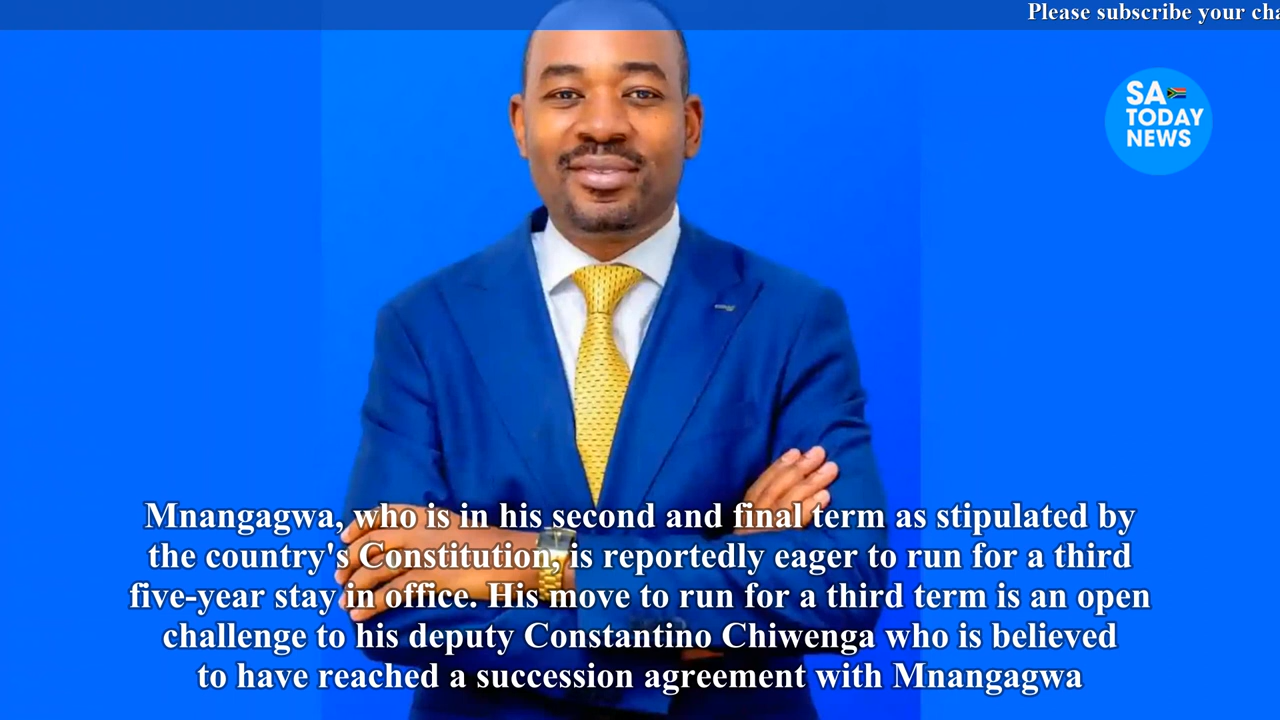 Please subscribe your cha
SA
TODAY
NEWS
Mnangagwa, who is in his second and final term as stipulated by
the country's Constitution, is reportedly eager to run for a third
five-year stay in office. His move to run for a third term is an open
challenge to his deputy Constantino Chiwenga who is believed
to have reached a succession agreement with Mnangagwa